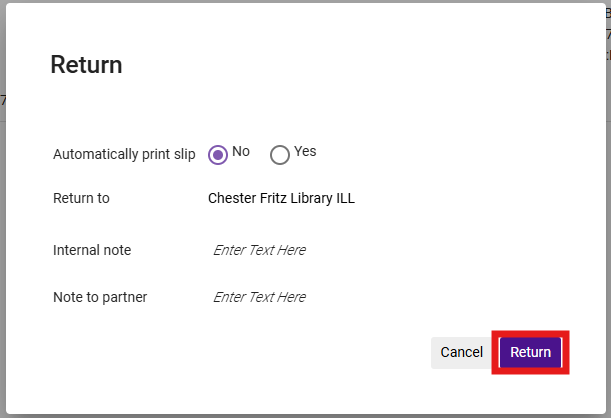 Return
Automatically print slip No Yes
Return to Chester Fritz Library ILL
Internal note Enter Text Here
Note to partner Enter Text Here
Cancel Return